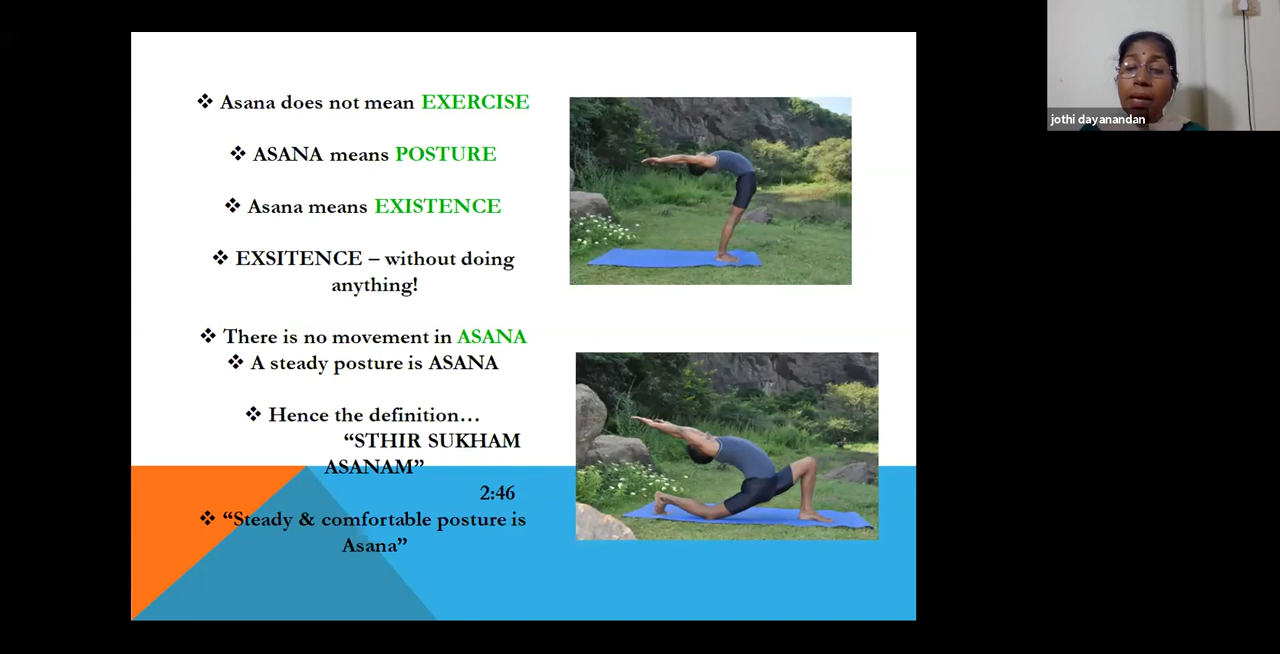 ❖ Asana does not mean EXERCISE
❖ ASANA means POSTURE
❖ Asana means EXISTENCE
❖ EXSITENCE – without doing
anything!
❖ There is no movement in ASANA
❖ A steady posture is ASANA
❖ Hence the definition…
“STHIR SUKHAM
ASANAM”
2:46
❖ “Steady & comfortable posture is
Asana”
jothi dayanandan